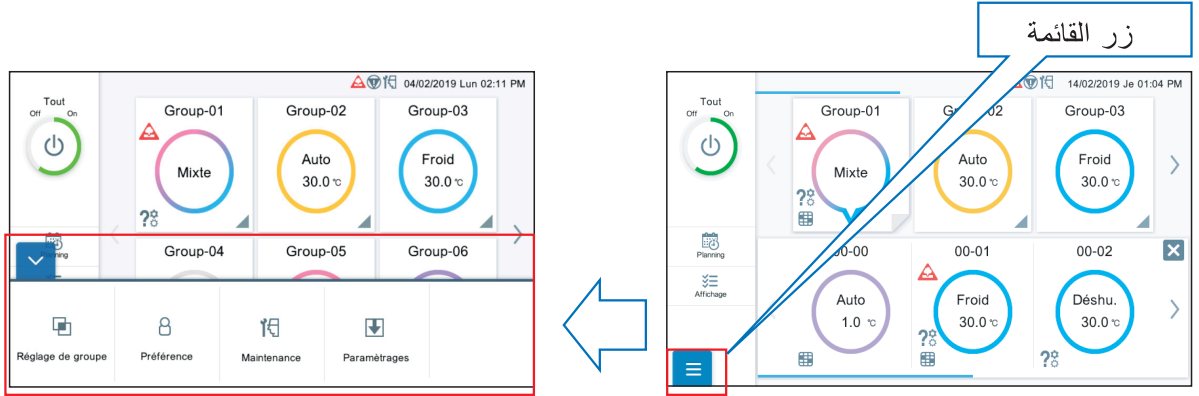 زر القائمة
04/02/2019 Lun 02:11 PM
Tout
Off On
Group-01
Group-02
Group-03
Mixte
Auto
30.0 ℃
Froid
30.0 ℃
Group-04
Group-05
Group-06
Réglage de groupe
Préférence
Maintenance
Paramètrages
14/02/2019 Je 01:04 PM
Tout
Off On
Group-01
Group-03
Mixte
Auto
30.0 ℃
Froid
30.0 ℃
Planning
Affichage
00-01
00-02
Auto
1.0 ℃
Froid
30.0 ℃
Déshu.
30.0 ℃